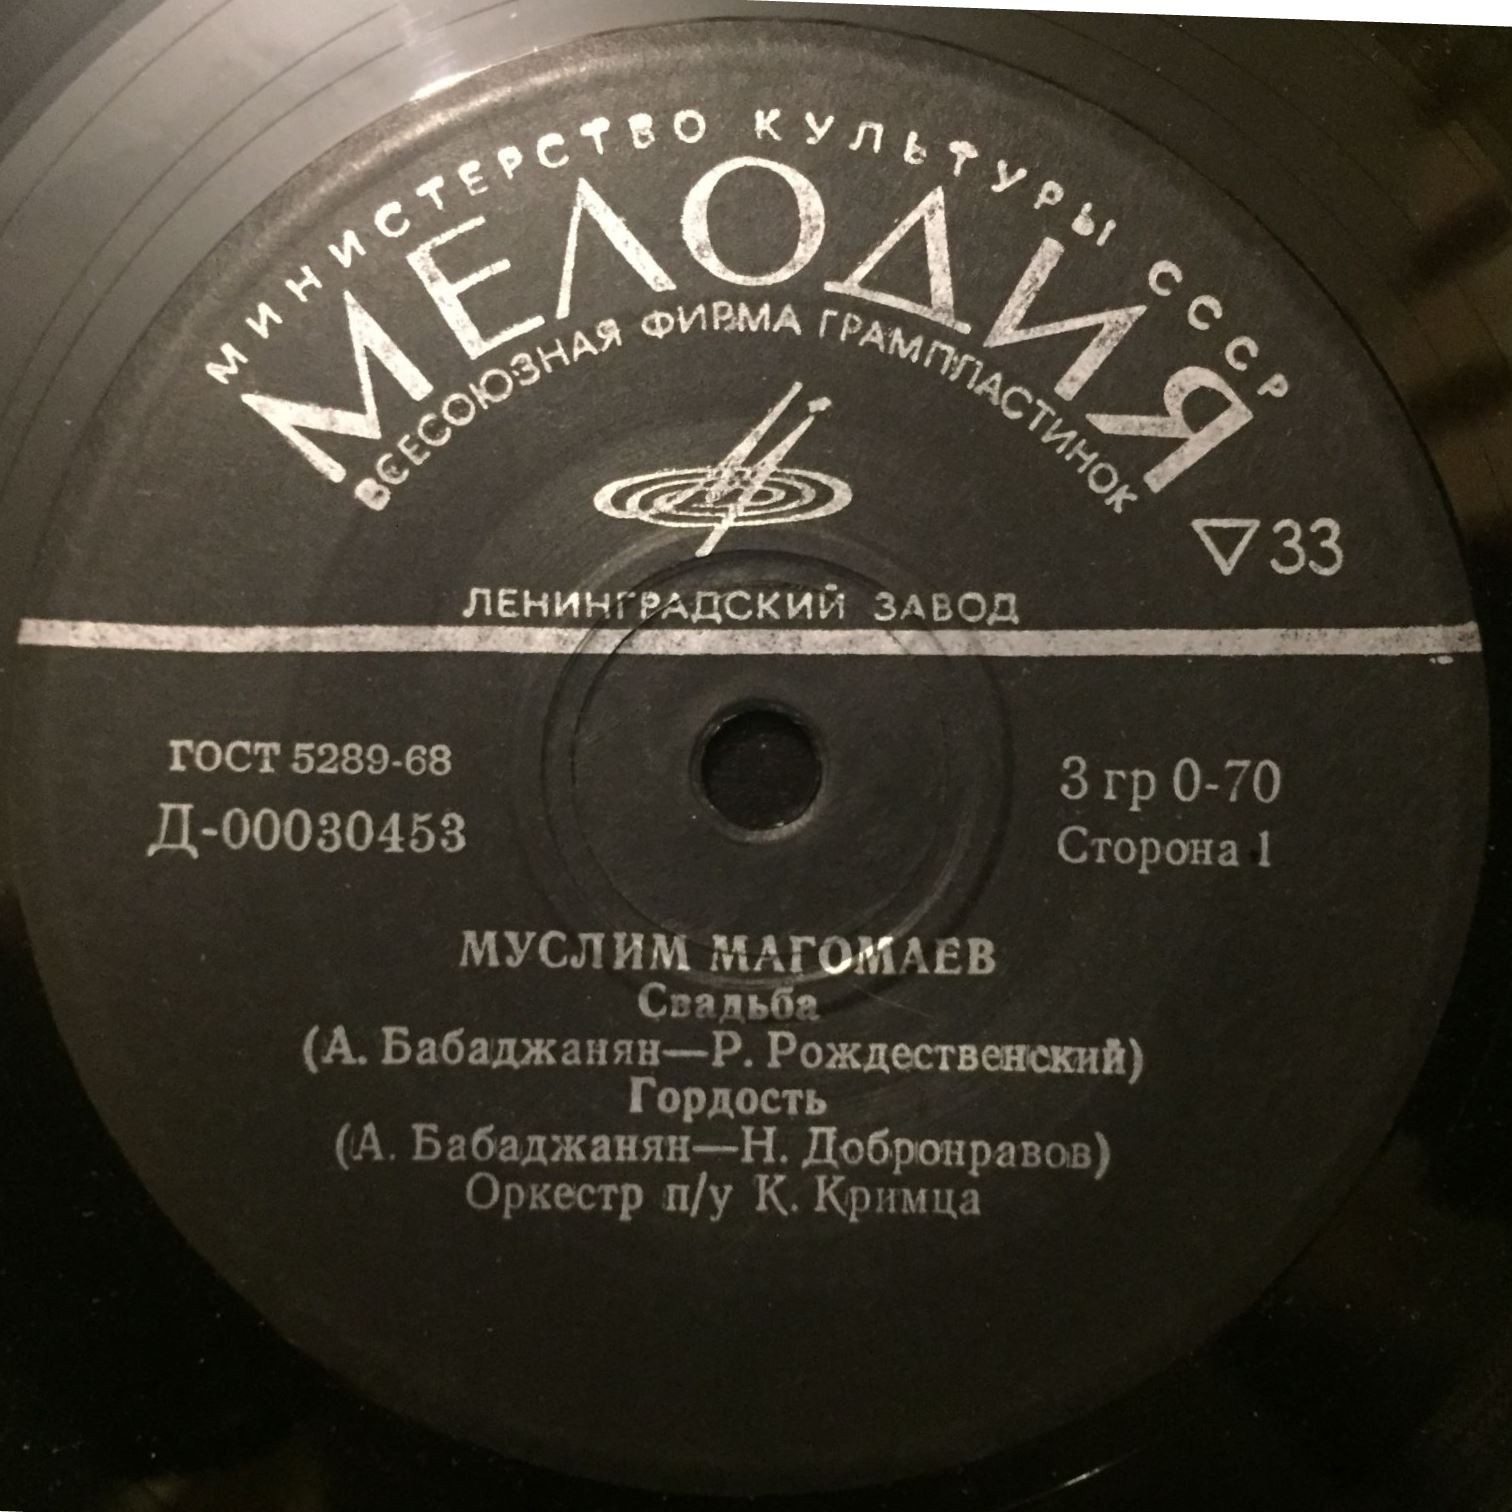 МИНИСТЕРСТВО КУЛЬТУРЫ СССР
МЕЛОДИЯ
ВСЕСОЮЗНАЯ ФИРМА ГРАМПЛАСТИНОК
▽33
ЛЕНИНГРАДСКИЙ ЗАВОД
ГОСТ 5289-68
Д-00030453
3 гр 0-70
Сторона 1
МУСЛИМ МАГОМАЕВ
Свадьба
(А. Бабаджанян—Р. Рождественский)
Гордость
(А. Бабаджанян—Н. Добронравов)
Оркестр п/у К. Кримца